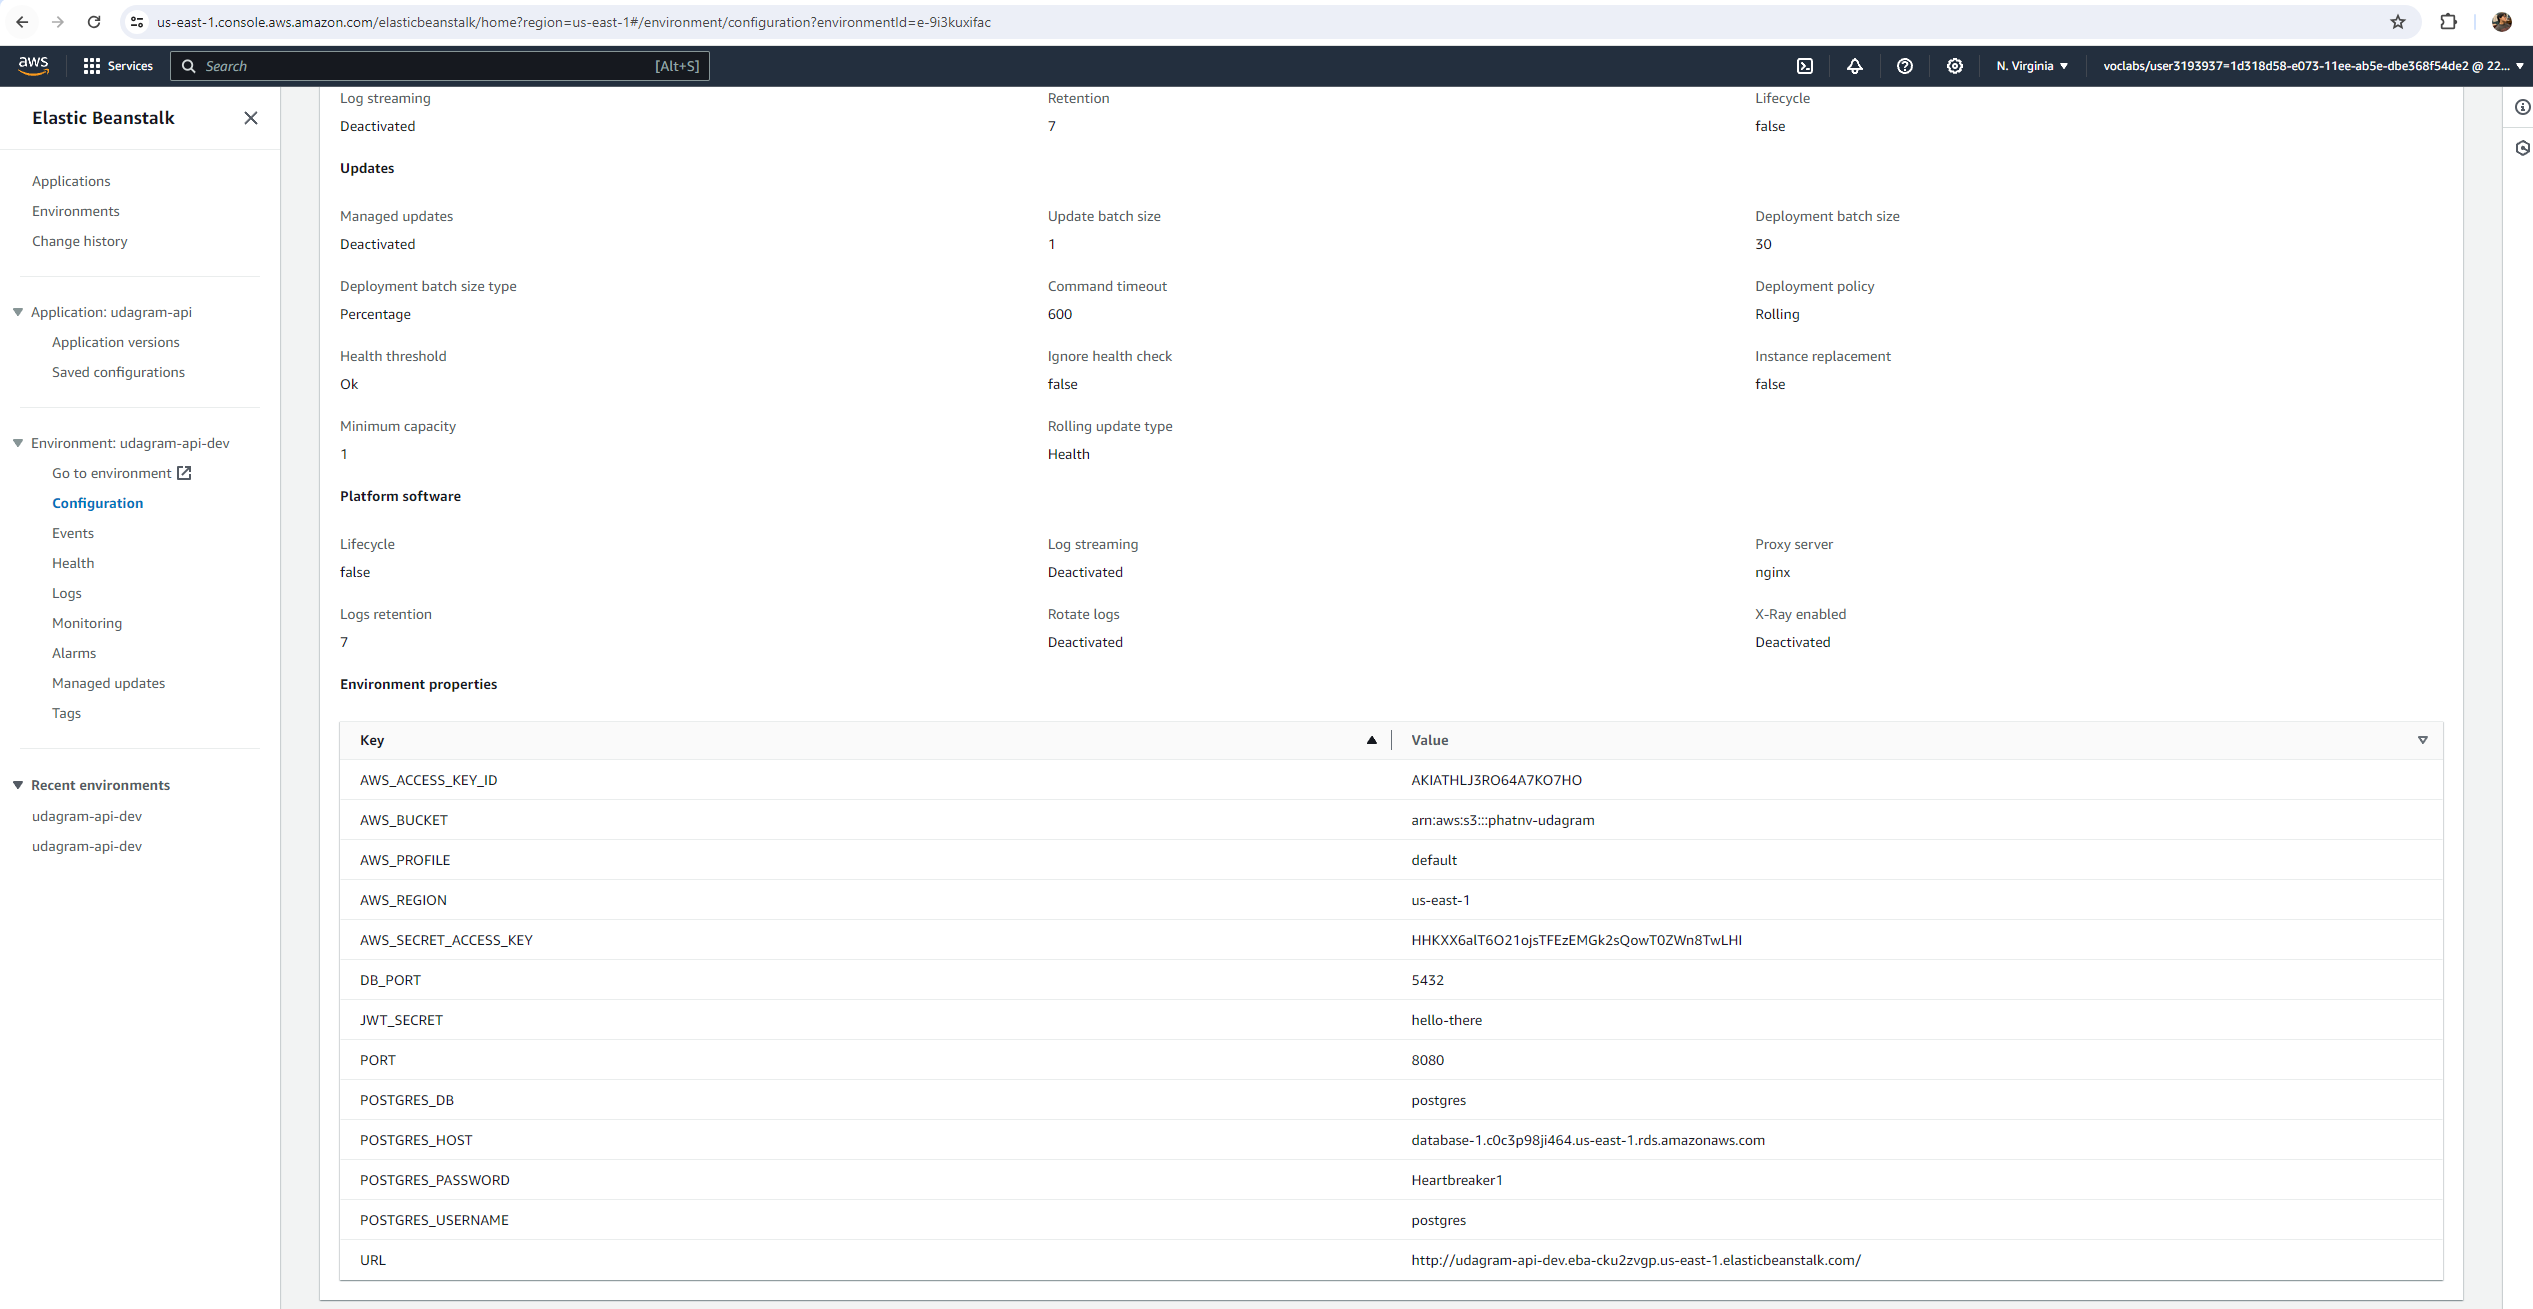 us-east-1.console.aws.amazon.com/elasticbeanstalk/home?region=us-east-1#/environment/configuration?environmentId=e-9i3kuxifac
aws Services Search [Alt+S] N. Virginia voclabs/user3193937=1d318d58-e073-11ee-ab5e-dbe368f54de2 @ 22...
Elastic Beanstalk
Applications
Environments
Change history
Application: udagram-api
Application versions
Saved configurations
Environment: udagram-api-dev
Go to environment
Configuration
Events
Health
Logs
Monitoring
Alarms
Managed updates
Tags
Recent environments
udagram-api-dev
udagram-api-dev
Log streaming Retention Lifecycle
Deactivated 7 false
Updates
Managed updates Update batch size Deployment batch size
Deactivated 1 30
Deployment batch size type Command timeout Deployment policy
Percentage 600 Rolling
Health threshold Ignore health check Instance replacement
Ok false false
Minimum capacity Rolling update type
1 Health
Platform software
Lifecycle Log streaming Proxy server
false Deactivated nginx
Logs retention Rotate logs X-Ray enabled
7 Deactivated Deactivated
Environment properties
Key Value
AWS_ACCESS_KEY_ID AKIATHLJ3RO64A7KO7HO
AWS_BUCKET arn:aws:s3:::phatnv-udagram
AWS_PROFILE default
AWS_REGION us-east-1
AWS_SECRET_ACCESS_KEY HHKXX6alT6O21ojsTFEzEMGk2sQowT0ZWn8TwLHI
DB_PORT 5432
JWT_SECRET hello-there
PORT 8080
POSTGRES_DB postgres
POSTGRES_HOST database-1.c0c3p98ji464.us-east-1.rds.amazonaws.com
POSTGRES_PASSWORD Heartbreaker1
POSTGRES_USERNAME postgres
URL http://udagram-api-dev.eba-cku2zvgp.us-east-1.elasticbeanstalk.com/